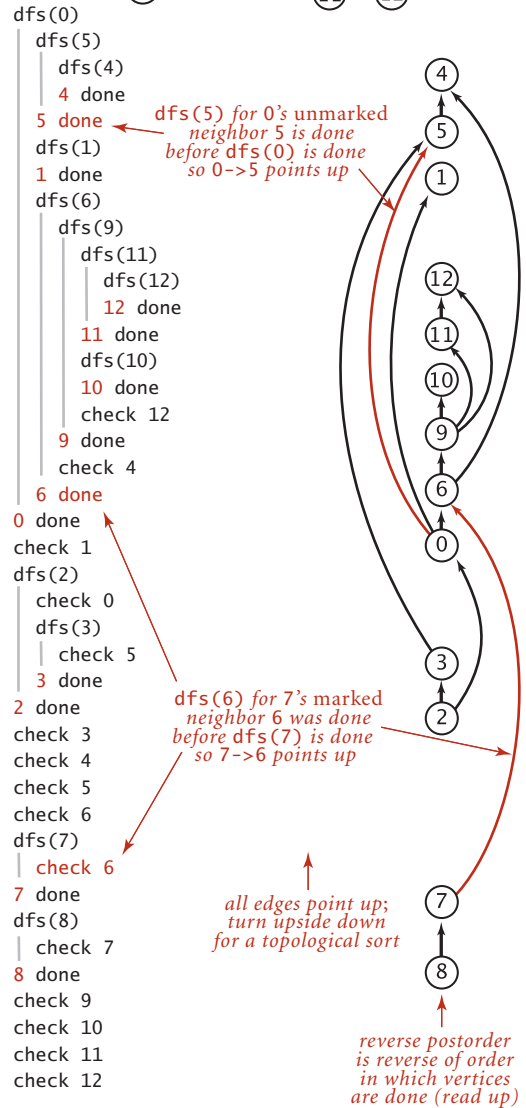 dfs(0)
dfs(5)
dfs(4)
4 done
5 done
dfs(1)
1 done
dfs(6)
dfs(9)
dfs(11)
dfs(12)
12 done
11 done
dfs(10)
10 done
check 12
9 done
check 4
6 done
0 done
check 1
dfs(2)
check 0
dfs(3)
check 5
3 done
2 done
check 3
check 4
check 5
check 6
dfs(7)
check 6
7 done
dfs(8)
check 7
8 done
check 9
check 10
check 11
check 12
dfs(5) for 0's unmarked
neighbor 5 is done
before dfs(0) is done
so 0->5 points up
dfs(6) for 7's marked
neighbor 6 was done
before dfs(7) is done
so 7->6 points up
all edges point up;
turn upside down
for a topological sort
4
5
1
12
11
10
9
6
0
3
2
7
8
reverse postorder
is reverse of order
in which vertices
are done (read up)